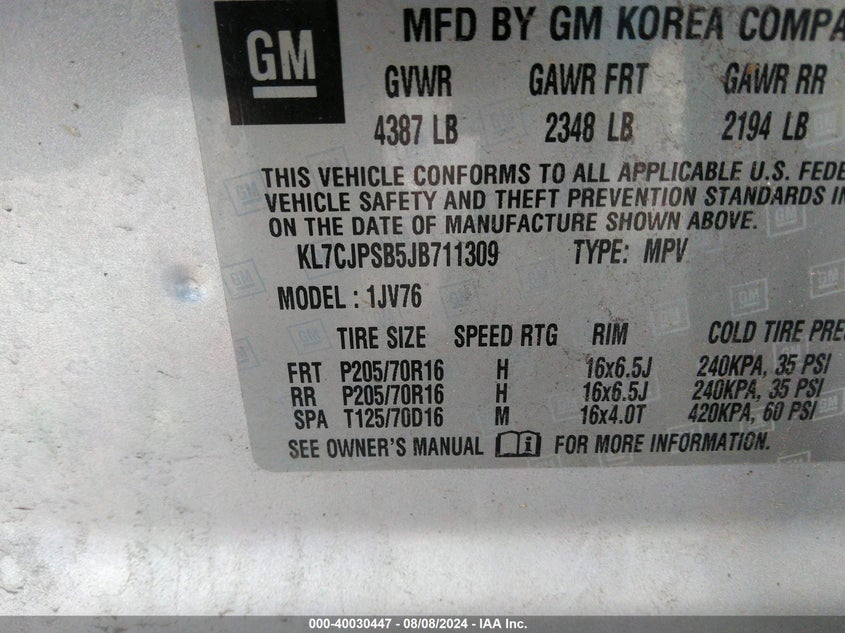 GM
MFD BY GM KOREA COMPA
GVWR GAWR FRT GAWR RR
4387 LB 2348 LB 2194 LB
THIS VEHICLE CONFORMS TO ALL APPLICABLE U.S. FEDE
VEHICLE SAFETY AND THEFT PREVENTION STANDARDS IN
ON THE DATE OF MANUFACTURE SHOWN ABOVE.
KL7CJPSB5JB711309 TYPE: MPV
MODEL : 1JV76
TIRE SIZE SPEED RTG RIM COLD TIRE PRE
FRT P205/70R16 H 16x6.5J 240KPA, 35 PSI
RR P205/70R16 H 16x6.5J 240KPA, 35 PSI
SPA T125/70D16 M 16x4.0T 420KPA, 60 PSI
SEE OWNER'S MANUAL i FOR MORE INFORMATION.
000-40030447 - 08/08/2024 - IAA Inc.